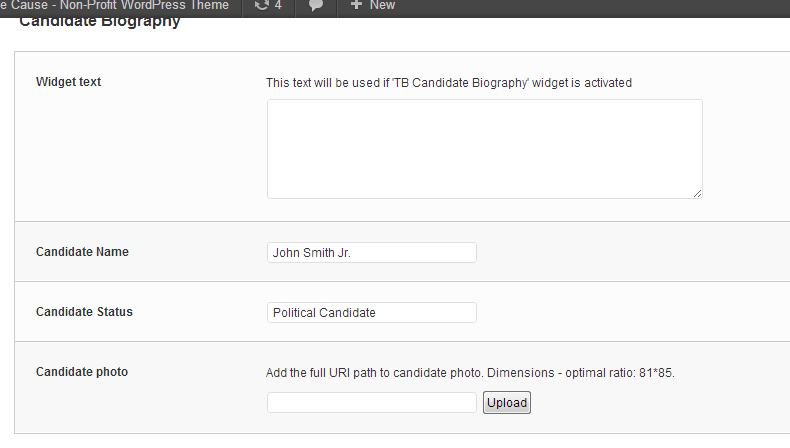 e Cause - Non-Profit WordPress Theme 4 New
Candidate Biography
Widget text This text will be used if 'TB Candidate Biography' widget is activated
Candidate Name John Smith Jr.
Candidate Status Political Candidate
Candidate photo Add the full URI path to candidate photo. Dimensions - optimal ratio: 81*85.
Upload